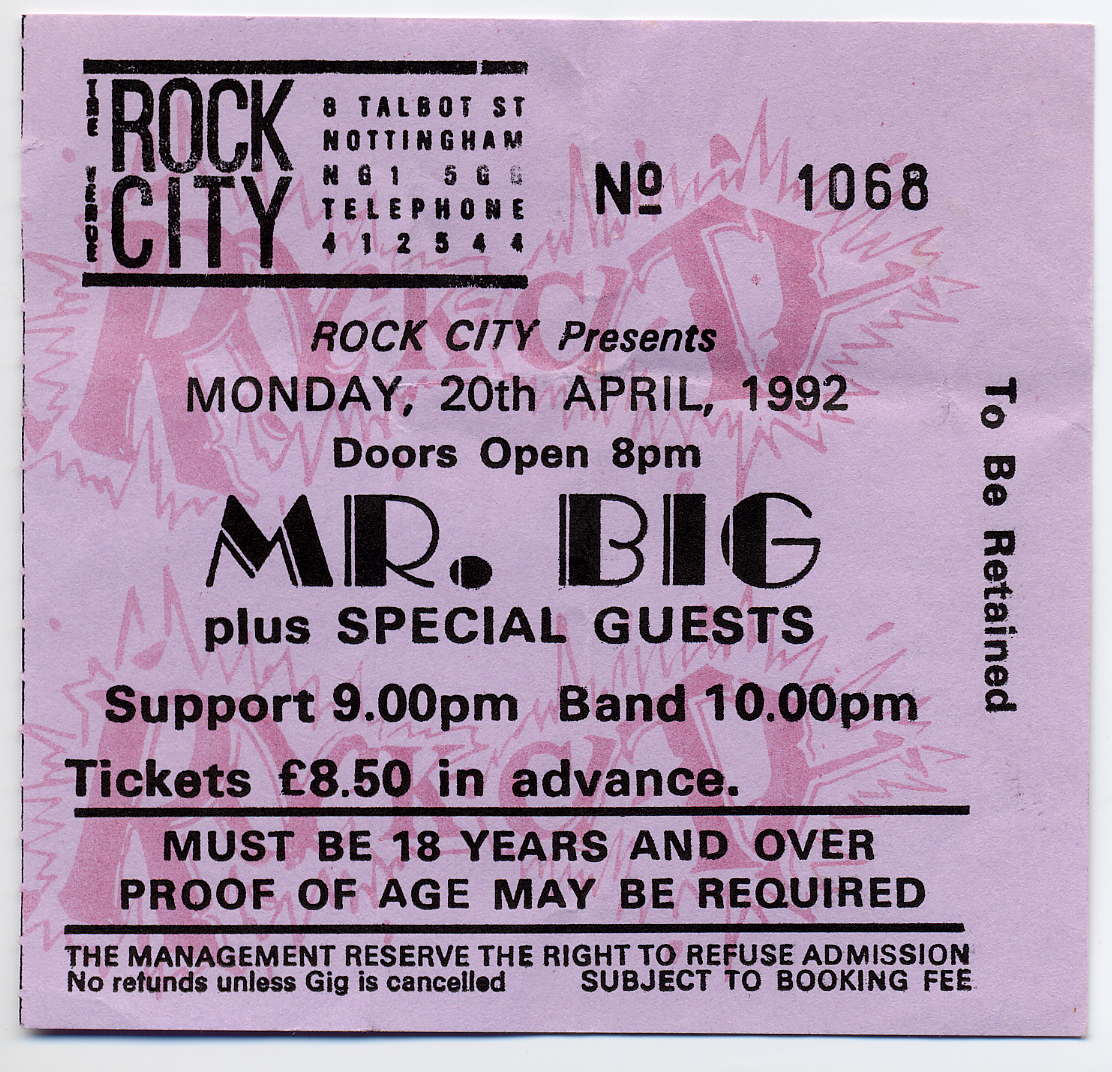 THE VENUE
ROCK CITY
8 TALBOT ST
NOTTINGHAM
NG1 5GG
TELEPHONE
412544
Nº 1068
ROCK CITY Presents
MONDAY, 20th APRIL, 1992
Doors Open 8pm
MR. BIG
plus SPECIAL GUESTS
Support 9.00pm Band 10.00pm
Tickets £8.50 in advance.
MUST BE 18 YEARS AND OVER
PROOF OF AGE MAY BE REQUIRED
THE MANAGEMENT RESERVE THE RIGHT TO REFUSE ADMISSION
No refunds unless Gig is cancelled SUBJECT TO BOOKING FEE
To Be Retained